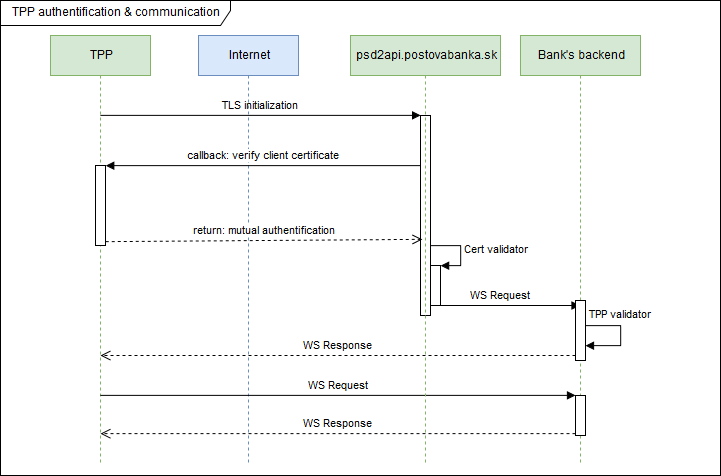 TPP authentification & communication
TPP
Internet
psd2api.postovabanka.sk
Bank's backend
TLS initialization
callback: verify client certificate
return: mutual authentification
Cert validator
WS Request
TPP validator
WS Response
WS Request
WS Response